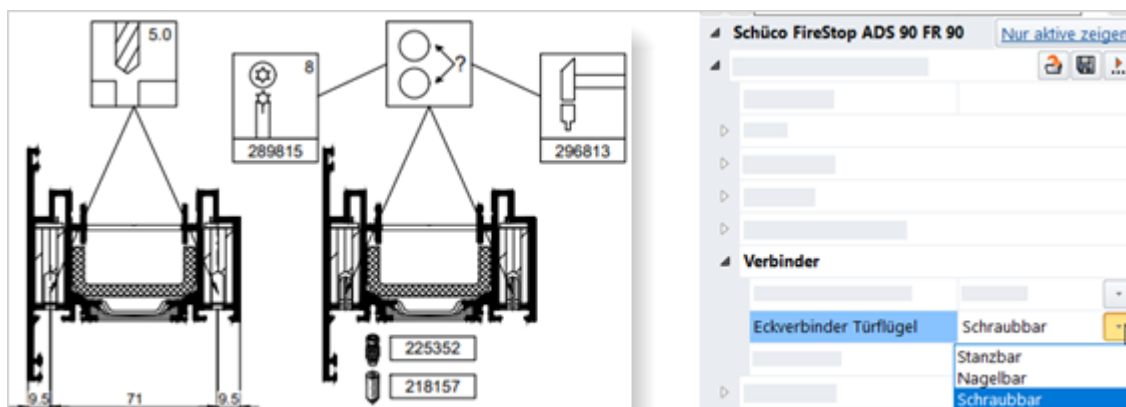 5.0
8
?
289815
296813
225352
218157
9.5
71
9.5
Schüco FireStop ADS 90 FR 90
Nur aktive zeigen
Verbinder
Eckverbinder Türflügel
Schraubbar
Stanzbar
Nagelbar
Schraubbar